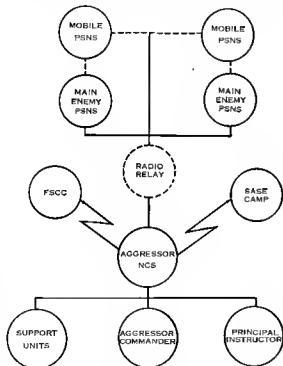 MOBILE
PSNS
MOBILE
PSNS
MAIN
ENEMY
PSNS
MAIN
ENEMY
PSNS
RADIO
RELAY
FSCC
BASE
CAMP
AGGRESSOR
NCS
SUPPORT
UNITS
AGGRESSOR
COMMANDER
PRINCIPAL
INSTRUCTOR